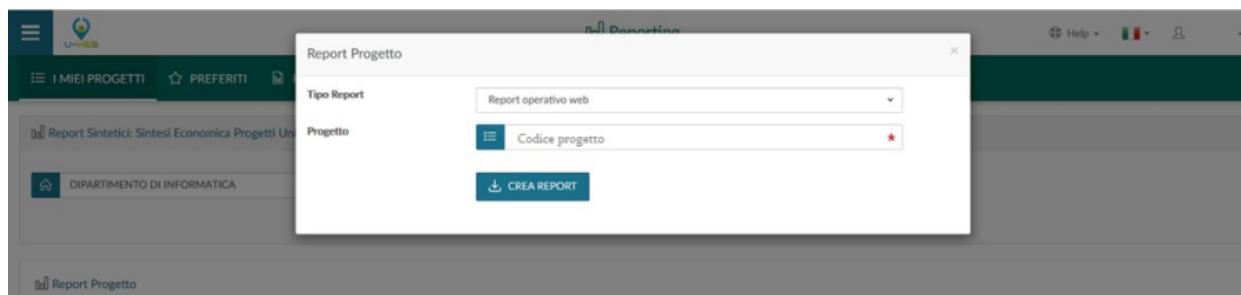 U-WEB
Reporting
Help
I MIEI PROGETTI
PREFERITI
Report Progetto
×
Tipo Report
Report operativo web
Report Sintetici: Sintesi Economica Progetti
Progetto
Codice progetto *
DIPARTIMENTO DI INFORMATICA
CREA REPORT
Report Progetto